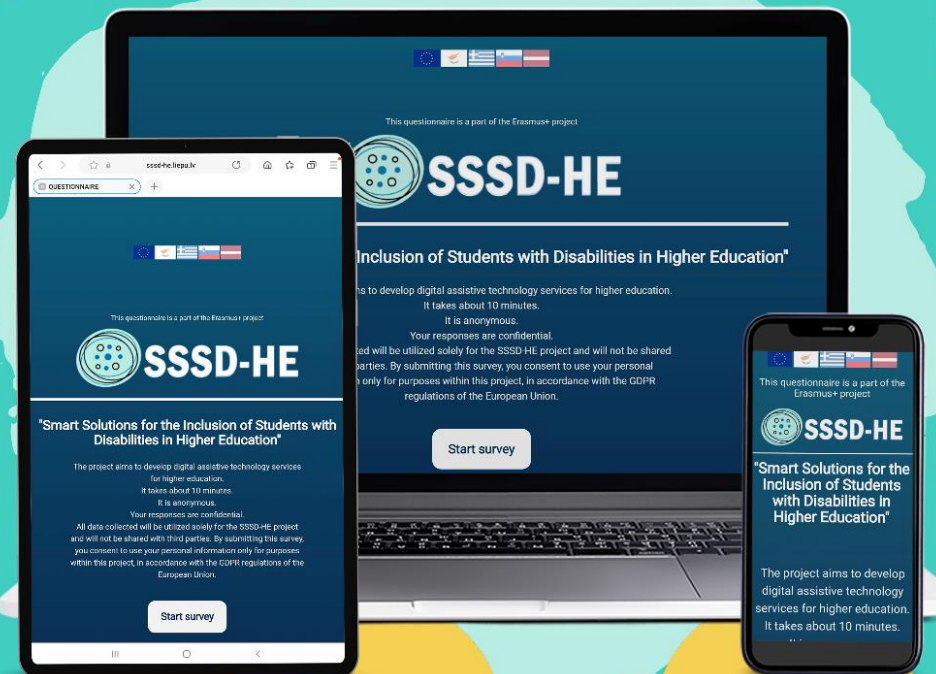 This questionnaire is a part of the Erasmus+ project
SSSD-HE
Inclusion of Students with Disabilities in Higher Education"
to develop digital assistive technology services for higher education.
It takes about 10 minutes.
It is anonymous.
Your responses are confidential.
will be utilized solely for the SSSD-HE project and will not be shared
parties. By submitting this survey, you consent to use your personal
only for purposes within this project, in accordance with the GDPR
regulations of the European Union.
Start survey
sssd-he.liepu.lv
QUESTIONNAIRE
This questionnaire is a part of the Erasmus+ project
SSSD-HE
"Smart Solutions for the Inclusion of Students with
Disabilities in Higher Education"
The project aims to develop digital assistive technology services
for higher education.
It takes about 10 minutes.
It is anonymous.
Your responses are confidential.
All data collected will be utilized solely for the SSSD-HE project
and will not be shared with third parties. By submitting this survey,
you consent to use your personal information only for purposes
within this project, in accordance with the GDPR regulations of the
European Union.
Start survey
This questionnaire is a part of the
Erasmus+ project
SSSD-HE
"Smart Solutions for the
Inclusion of Students
with Disabilities in
Higher Education"
The project aims to develop
digital assistive technology
services for higher education.
It takes about 10 minutes.